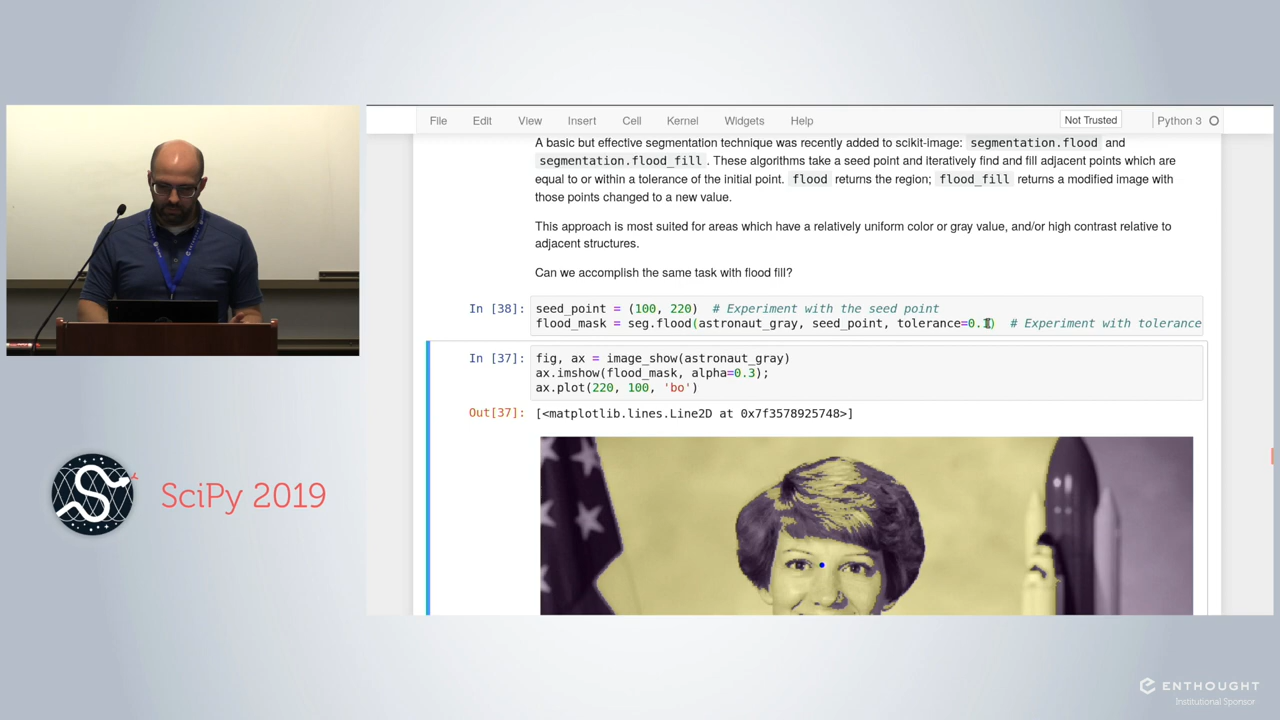 File Edit View Insert Cell Kernel Widgets Help Not Trusted Python 3
A basic but effective segmentation technique was recently added to scikit-image: segmentation.flood and
segmentation.flood_fill. These algorithms take a seed point and iteratively find and fill adjacent points which are
equal to or within a tolerance of the initial point. flood returns the region; flood_fill returns a modified image with
those points changed to a new value.
This approach is most suited for areas which have a relatively uniform color or gray value, and/or high contrast relative to
adjacent structures.
Can we accomplish the same task with flood fill?
In [38]: seed_point = (100, 220)  # Experiment with the seed point
flood_mask = seg.flood(astronaut_gray, seed_point, tolerance=0. )  # Experiment with tolerance
In [37]: fig, ax = image_show(astronaut_gray)
ax.imshow(flood_mask, alpha=0.3);
ax.plot(220, 100, 'bo')
Out[37]: [<matplotlib.lines.Line2D at 0x7f3578925748>]
SciPy 2019
ENTHOUGHT
Institutional Sponsor